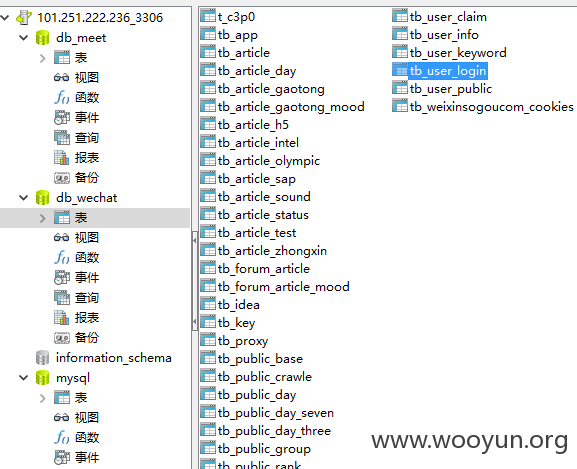 101.251.222.236_3306
db_meet
表
视图
函数
事件
查询
报表
备份
db_wechat
表
视图
函数
事件
查询
报表
备份
information_schema
mysql
表
视图
函数
事件
t_c3p0
tb_app
tb_article
tb_article_day
tb_article_gaotong
tb_article_gaotong_mood
tb_article_h5
tb_article_intel
tb_article_olympic
tb_article_sap
tb_article_sound
tb_article_status
tb_article_test
tb_article_zhongxin
tb_forum_article
tb_forum_article_mood
tb_idea
tb_key
tb_proxy
tb_public_base
tb_public_crawle
tb_public_day
tb_public_day_seven
tb_public_day_three
tb_public_group
tb_public_rank
tb_user_claim
tb_user_info
tb_user_keyword
tb_user_login
tb_user_public
tb_weixinsogoucom_cookies
www.wooyun.org